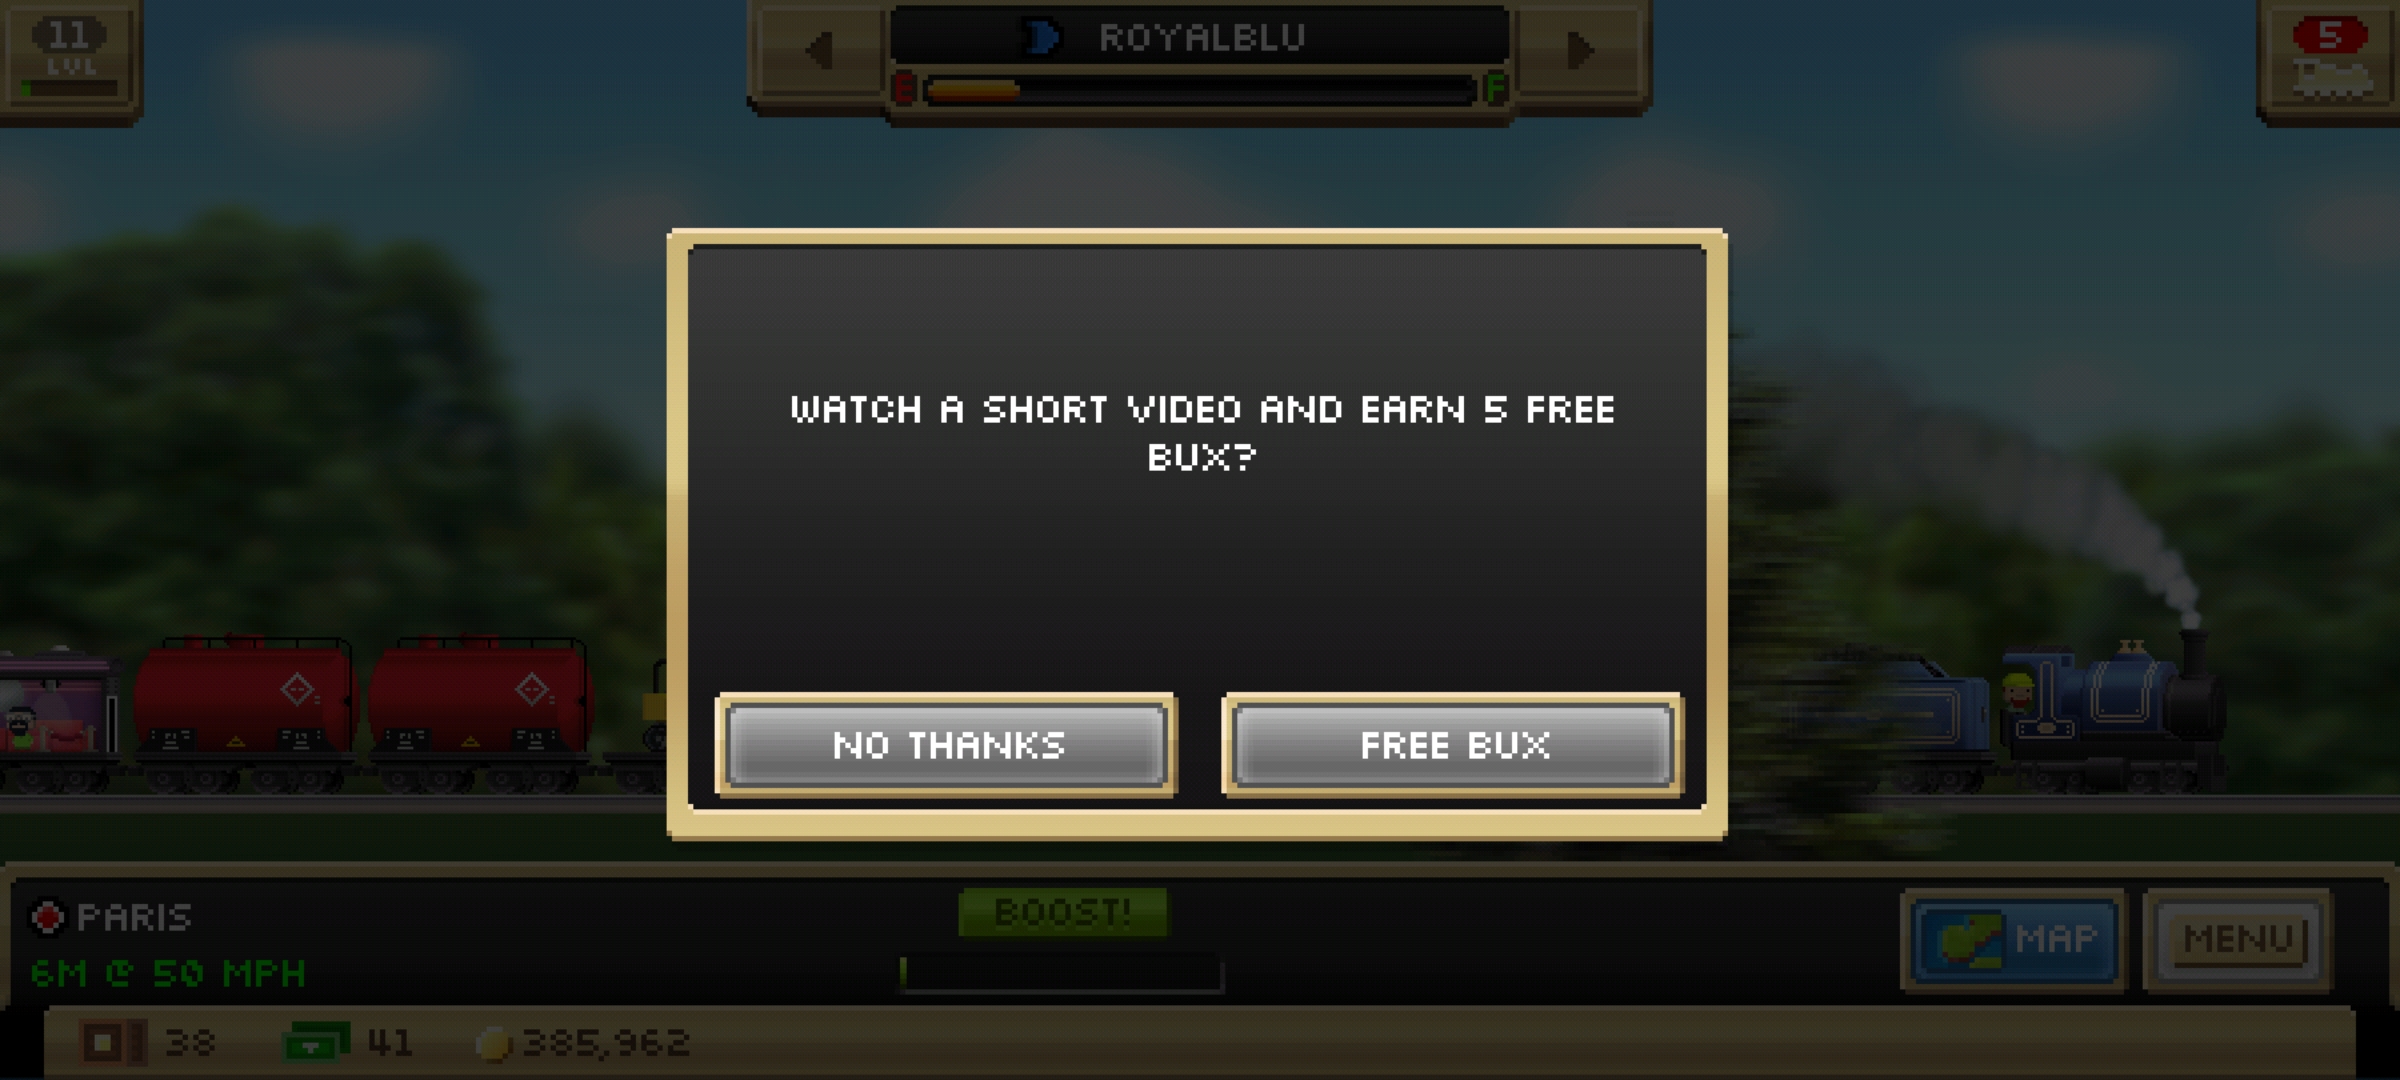 11
LVL
ROYALBLU
E F
5
WATCH A SHORT VIDEO AND EARN 5 FREE
BUX?
NO THANKS
FREE BUX
PARIS
6M @ 50 MPH
BOOST!
MAP
MENU
38
41
385,962